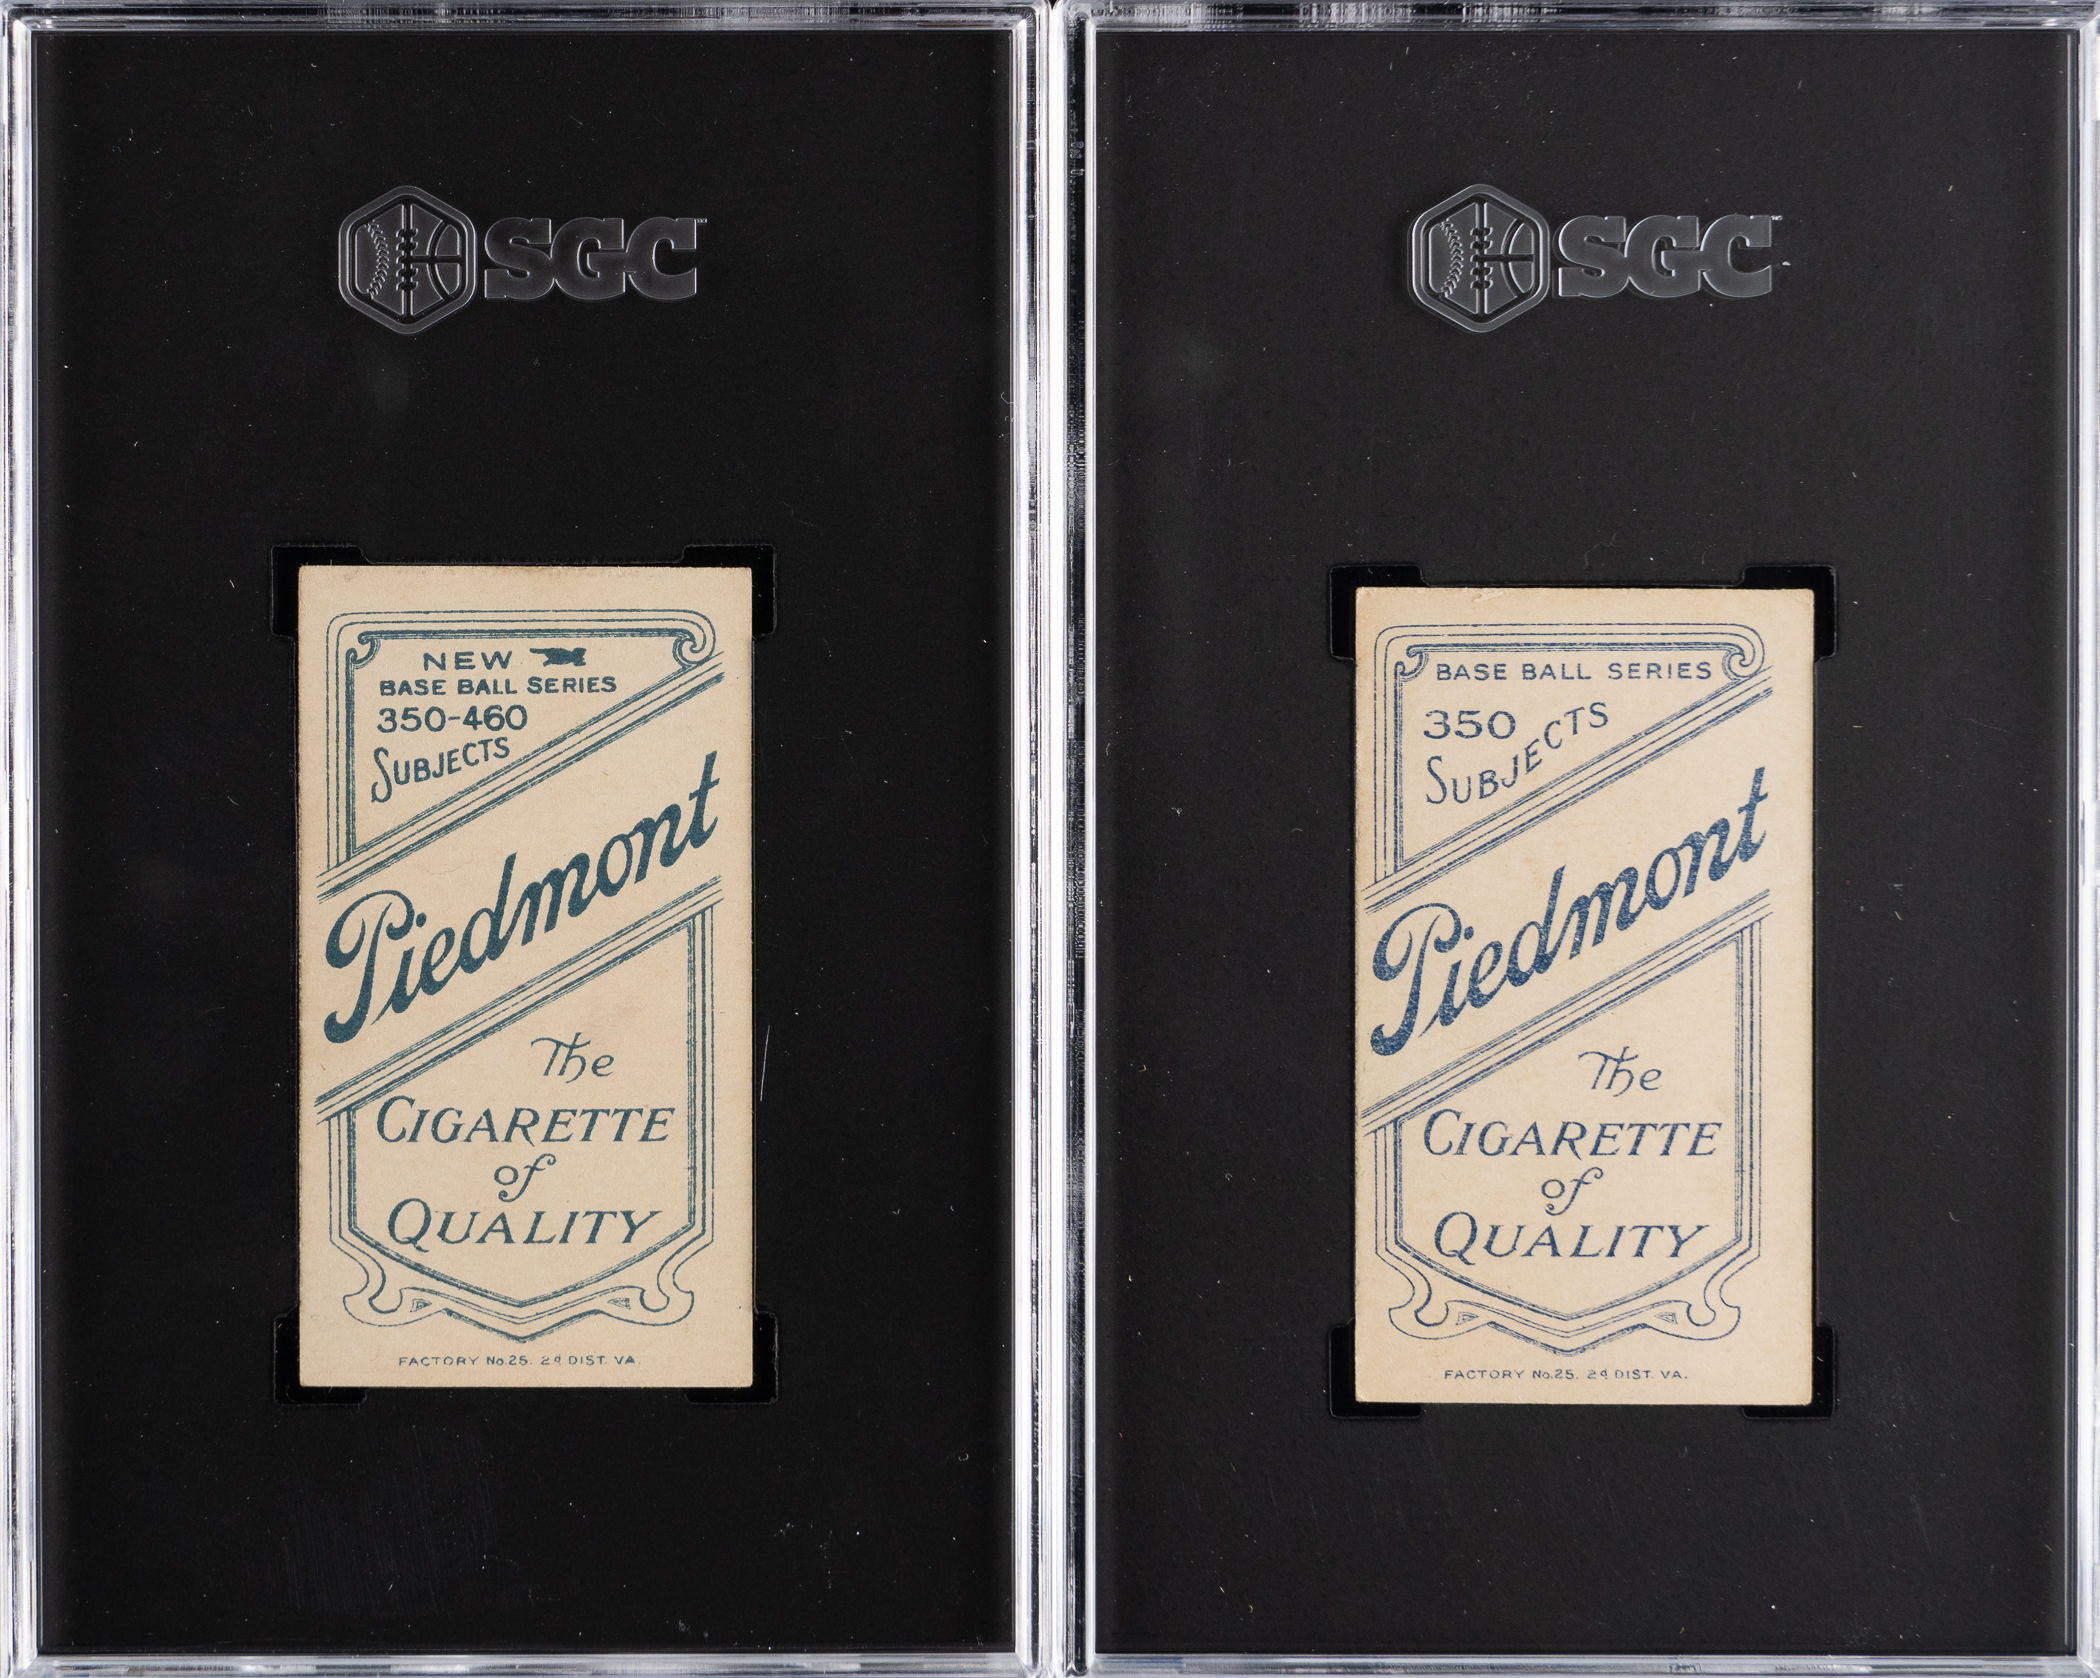 SGC
NEW
BASE BALL SERIES
350-460
SUBJECTS
Piedmont
The
CIGARETTE
of
QUALITY
FACTORY No.25. 2d DIST. VA.
SGC
BASE BALL SERIES
350
SUBJECTS
Piedmont
The
CIGARETTE
of
QUALITY
FACTORY No.25. 2d DIST. VA.